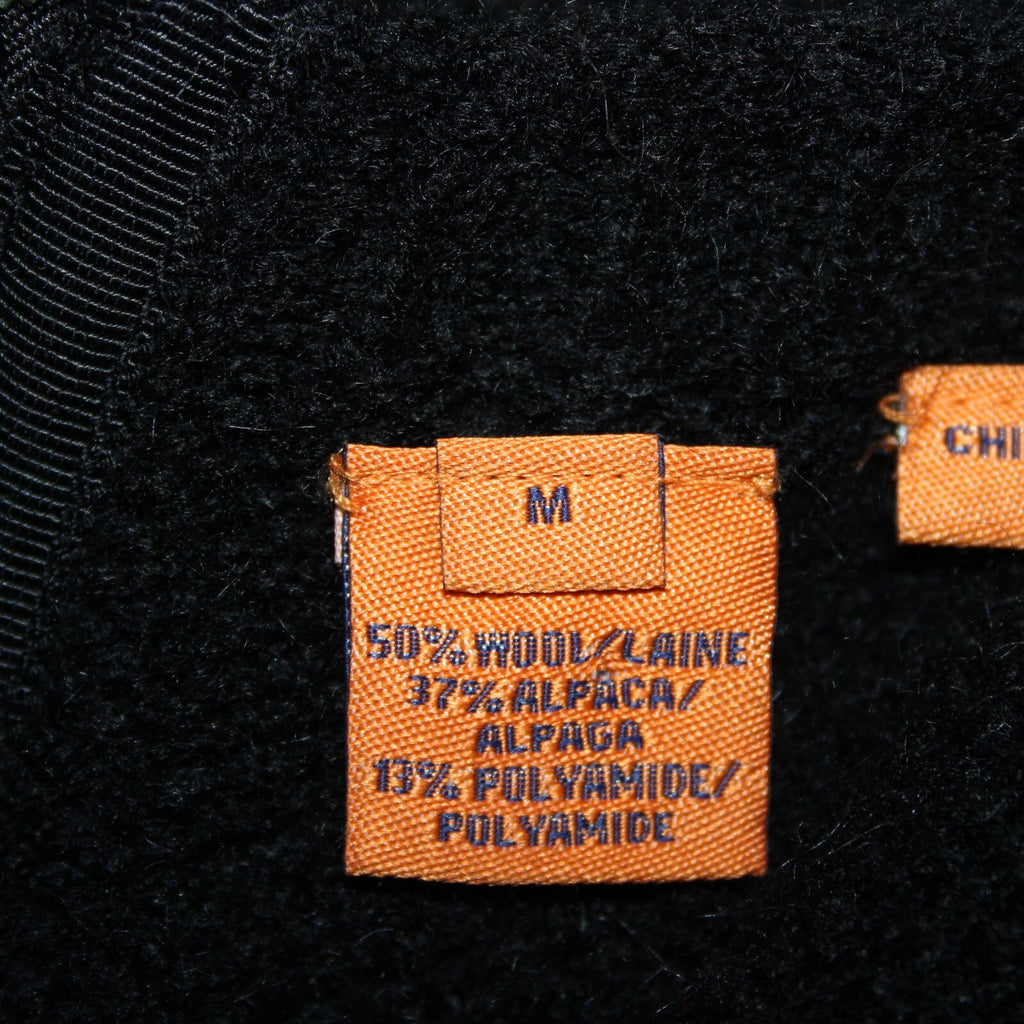 M
50% WOOL/LAINE
37% ALPACA/
ALPAGA
13% POLYAMIDE/
POLYAMIDE
CHI